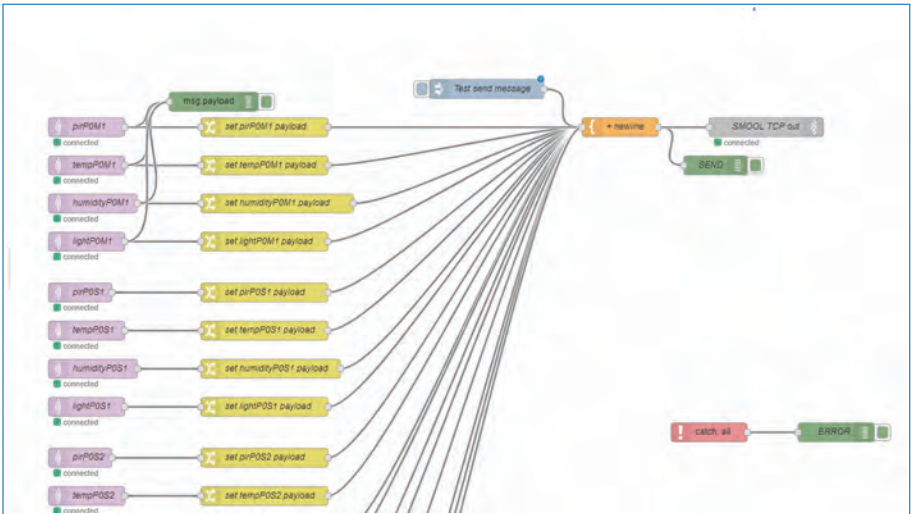 Test send message
msg.payload
pirP0M1
set pirP0M1 payload
+ newline
SMOOL TCP out
connected
connected
tempP0M1
set tempP0M1 payload
SEND
connected
humidityP0M1
set humidityP0M1 payload
connected
lightP0M1
set lightP0M1 payload
connected
pirP0S1
set pirP0S1 payload
connected
tempP0S1
set tempP0S1 payload
connected
humidityP0S1
set humidityP0S1 payload
connected
lightP0S1
set lightP0S1 payload
connected
catch: all
ERROR
pirP0S2
set pirP0S2 payload
connected
tempP0S2
set tempP0S2 payload
connected